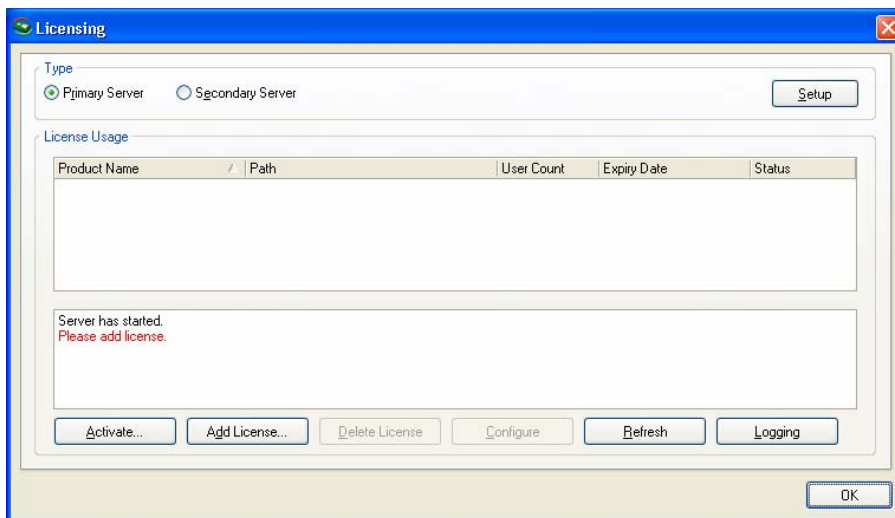 Licensing
Type
Primary Server Secondary Server Setup
License Usage
Product Name Path User Count Expiry Date Status
Server has started.
Please add license.
Activate... Add License... Delete License Configure Refresh Logging
OK